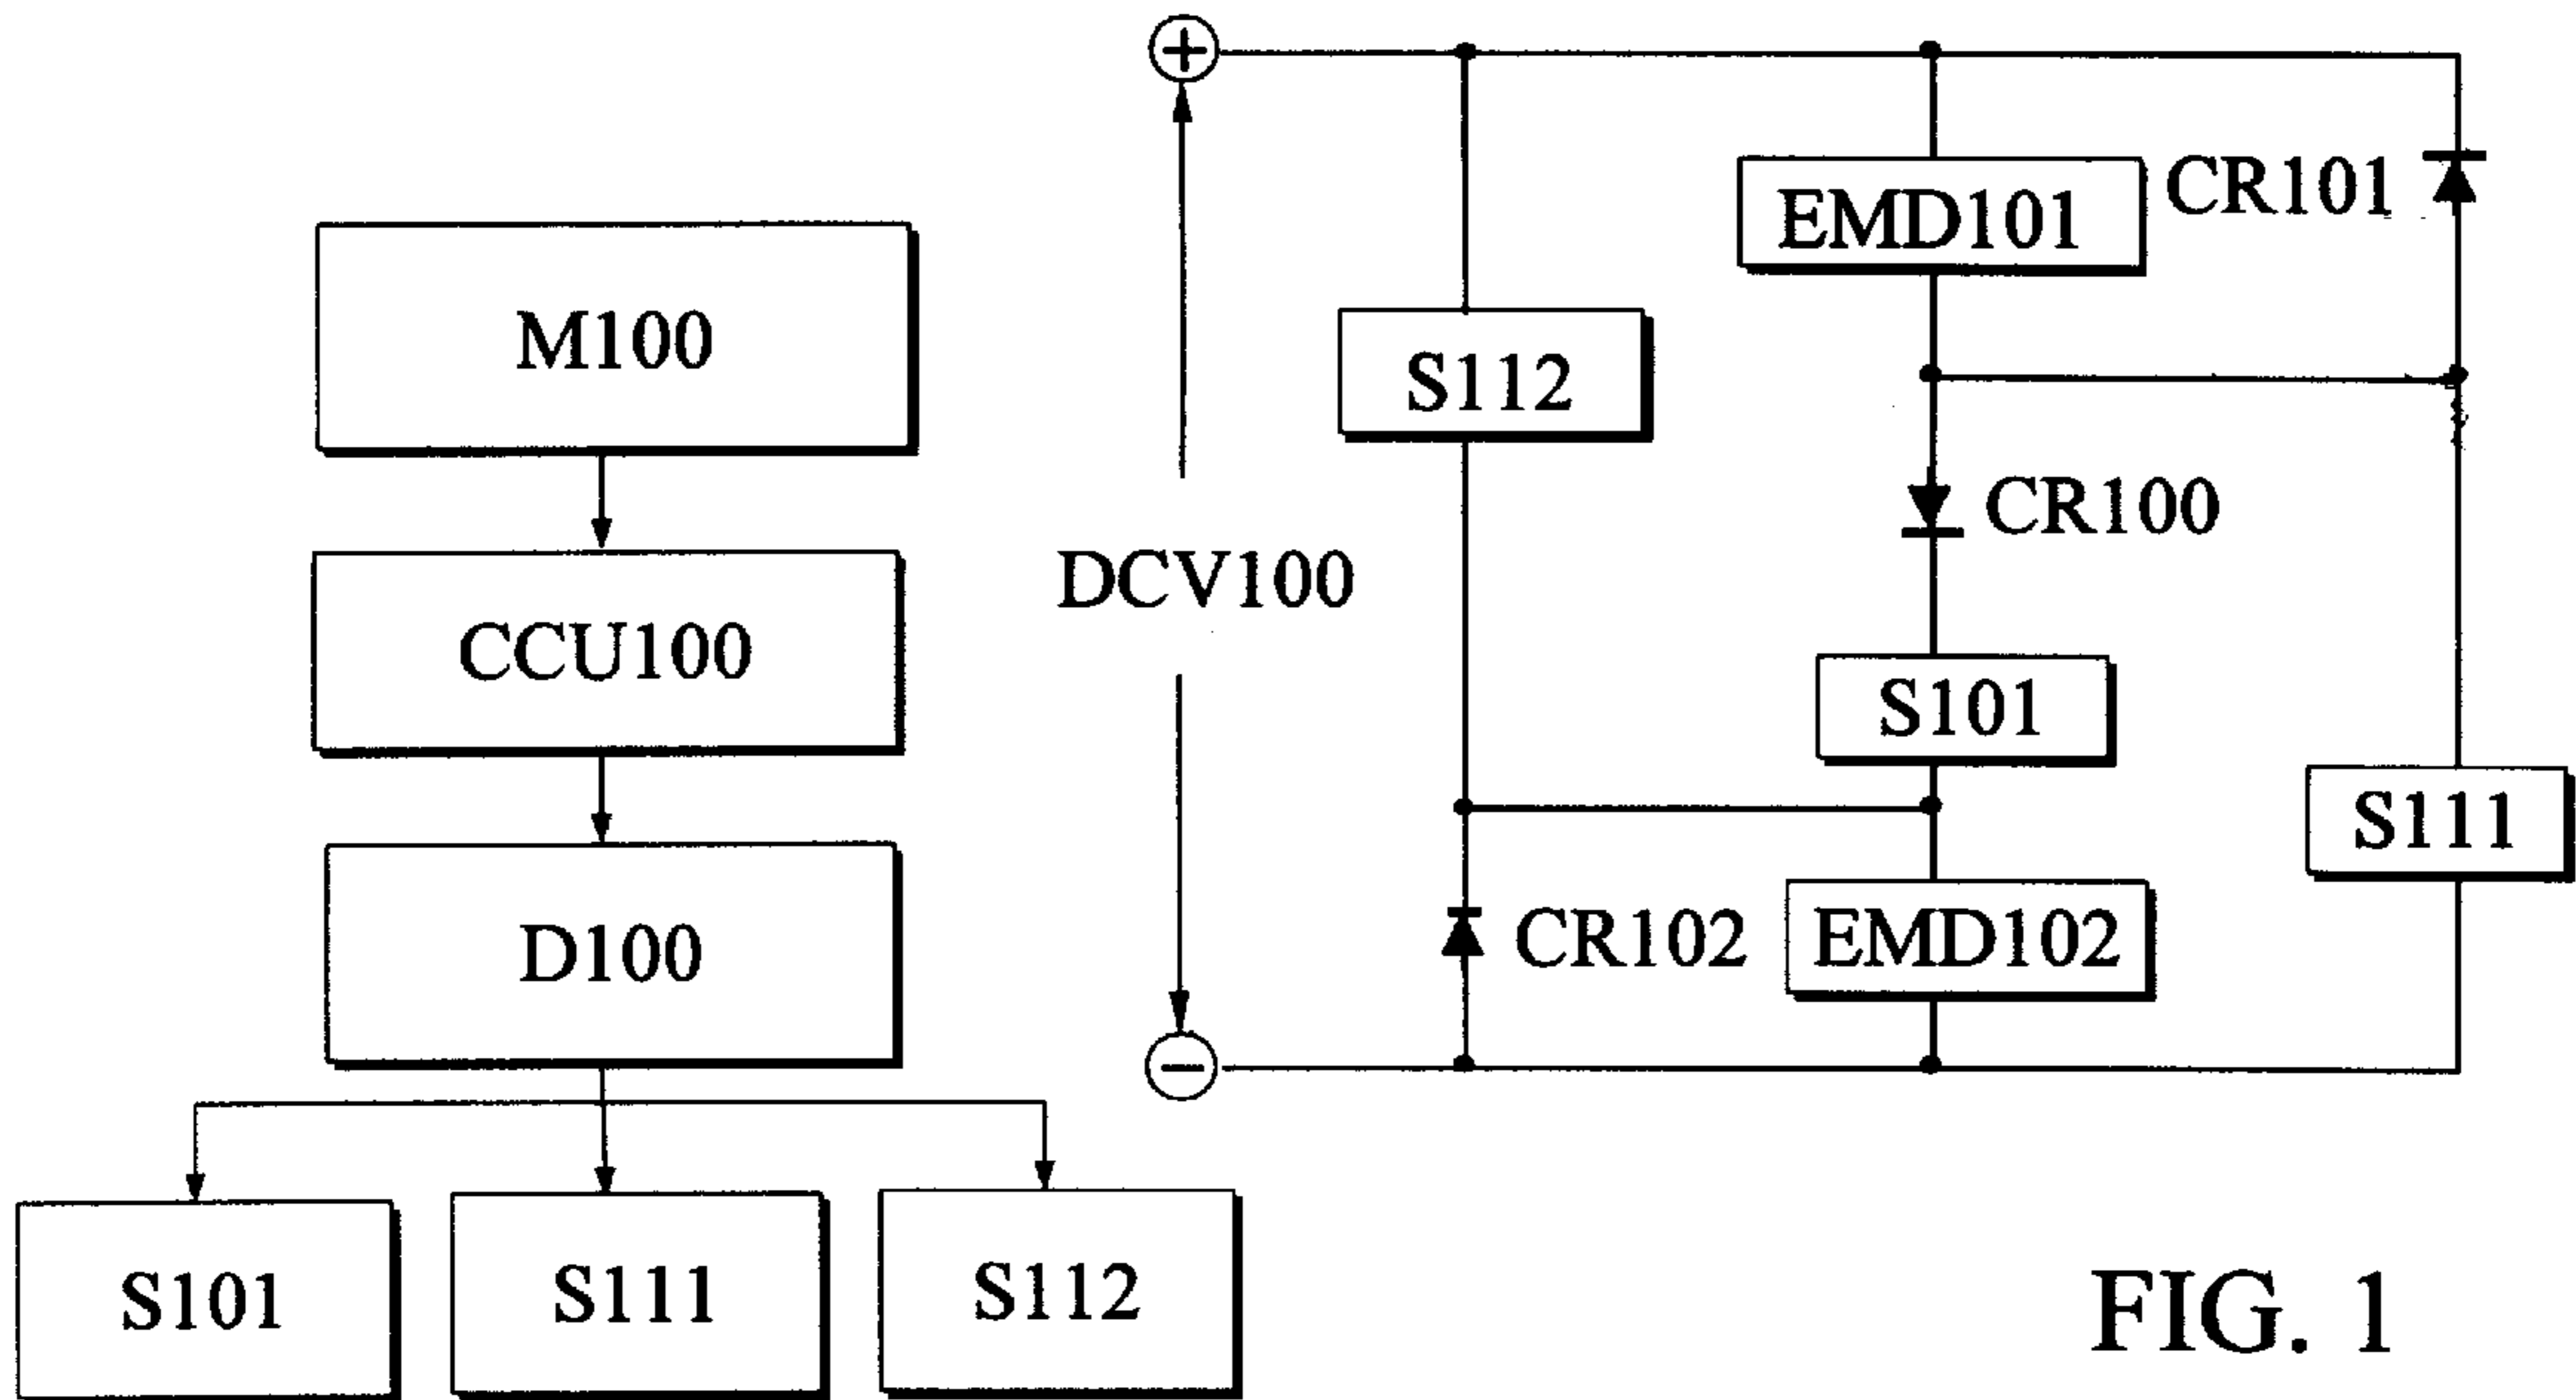 M100
CCU100
D100
S101
S111
S112
+
DCV100
−
S112
EMD101
CR101
CR100
S101
S111
CR102
EMD102
FIG. 1